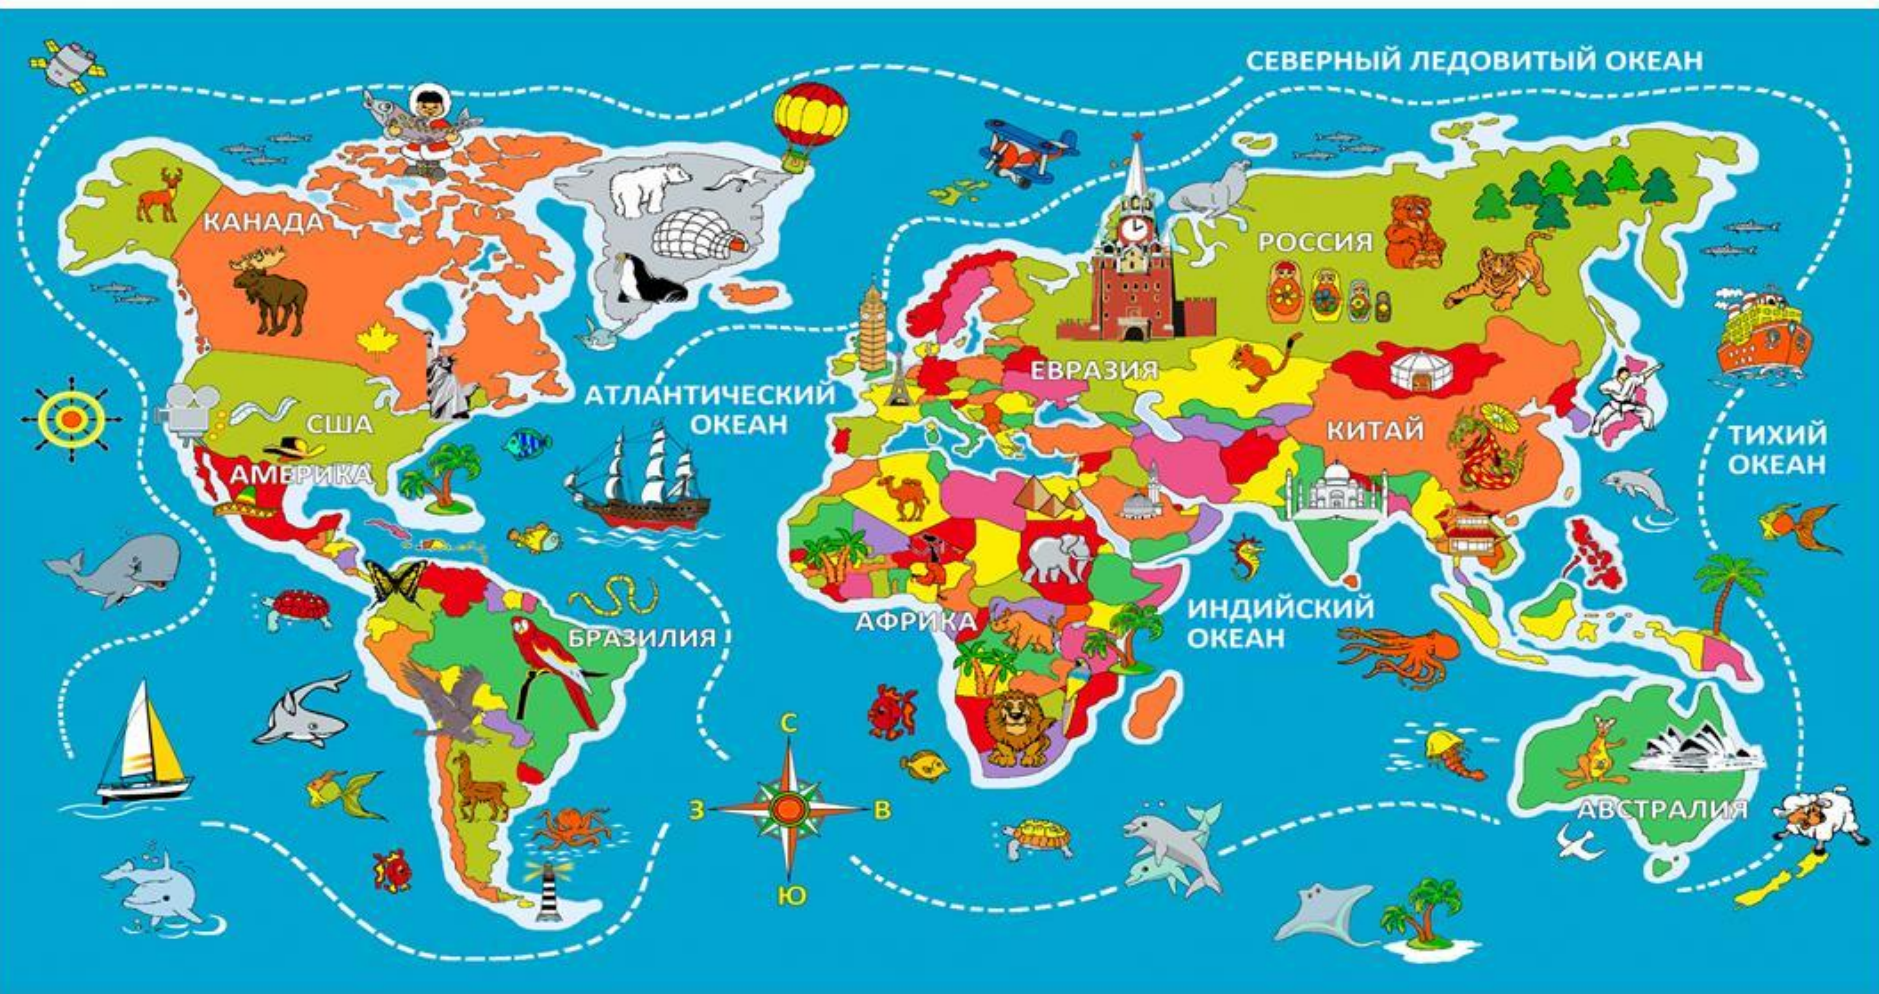 СЕВЕРНЫЙ ЛЕДОВИТЫЙ ОКЕАН
КАНАДА
РОССИЯ
ЕВРАЗИЯ
АТЛАНТИЧЕСКИЙ
ОКЕАН
США
КИТАЙ
ТИХИЙ
ОКЕАН
АМЕРИКА
АФРИКА
ИНДИЙСКИЙ
ОКЕАН
БРАЗИЛИЯ
С
З
В
Ю
АВСТРАЛИЯ